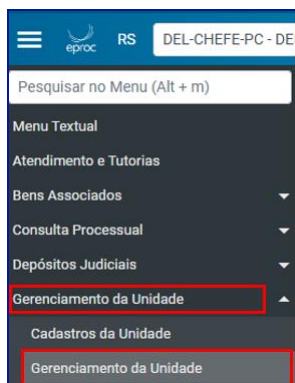 eproc RS DEL-CHEFE-PC - DE
Pesquisar no Menu (Alt + m)
Menu Textual
Atendimento e Tutorias
Bens Associados
Consulta Processual
Depósitos Judiciais
Gerenciamento da Unidade
Cadastros da Unidade
Gerenciamento da Unidade